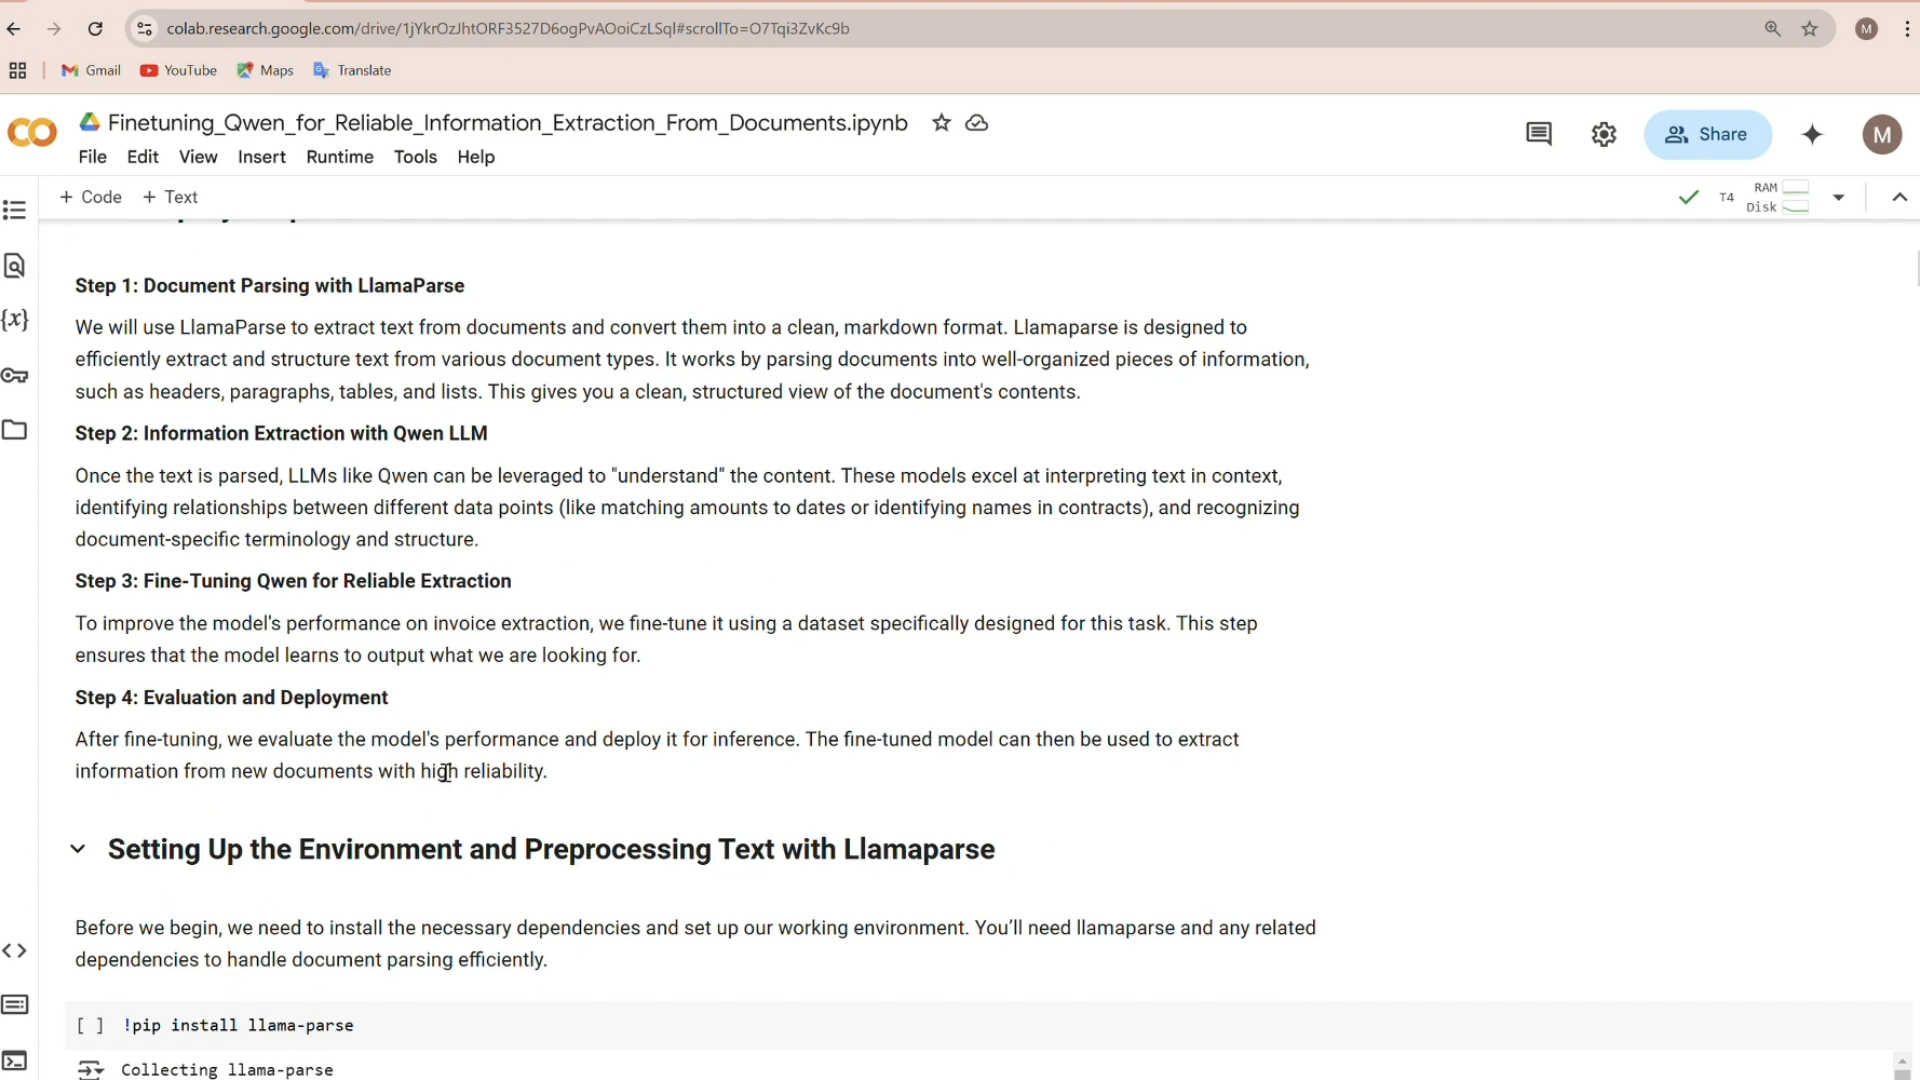 colab.research.google.com/drive/1jYkrOzJhtORF3527D6ogPvAOoiCzLSqI#scrollTo=O7Tqi3ZvKc9b
M
Gmail YouTube Maps Translate
CO Finetuning_Qwen_for_Reliable_Information_Extraction_From_Documents.ipynb
File Edit View Insert Runtime Tools Help
Share
M
+ Code + Text
T4 RAM
Disk
Step 1: Document Parsing with LlamaParse
We will use LlamaParse to extract text from documents and convert them into a clean, markdown format. Llamaparse is designed to
efficiently extract and structure text from various document types. It works by parsing documents into well-organized pieces of information,
such as headers, paragraphs, tables, and lists. This gives you a clean, structured view of the document's contents.
Step 2: Information Extraction with Qwen LLM
Once the text is parsed, LLMs like Qwen can be leveraged to "understand" the content. These models excel at interpreting text in context,
identifying relationships between different data points (like matching amounts to dates or identifying names in contracts), and recognizing
document-specific terminology and structure.
Step 3: Fine-Tuning Qwen for Reliable Extraction
To improve the model's performance on invoice extraction, we fine-tune it using a dataset specifically designed for this task. This step
ensures that the model learns to output what we are looking for.
Step 4: Evaluation and Deployment
After fine-tuning, we evaluate the model's performance and deploy it for inference. The fine-tuned model can then be used to extract
information from new documents with high reliability.
Setting Up the Environment and Preprocessing Text with Llamaparse
Before we begin, we need to install the necessary dependencies and set up our working environment. You’ll need llamaparse and any related
dependencies to handle document parsing efficiently.
[ ] !pip install llama-parse
Collecting llama-parse
{x}